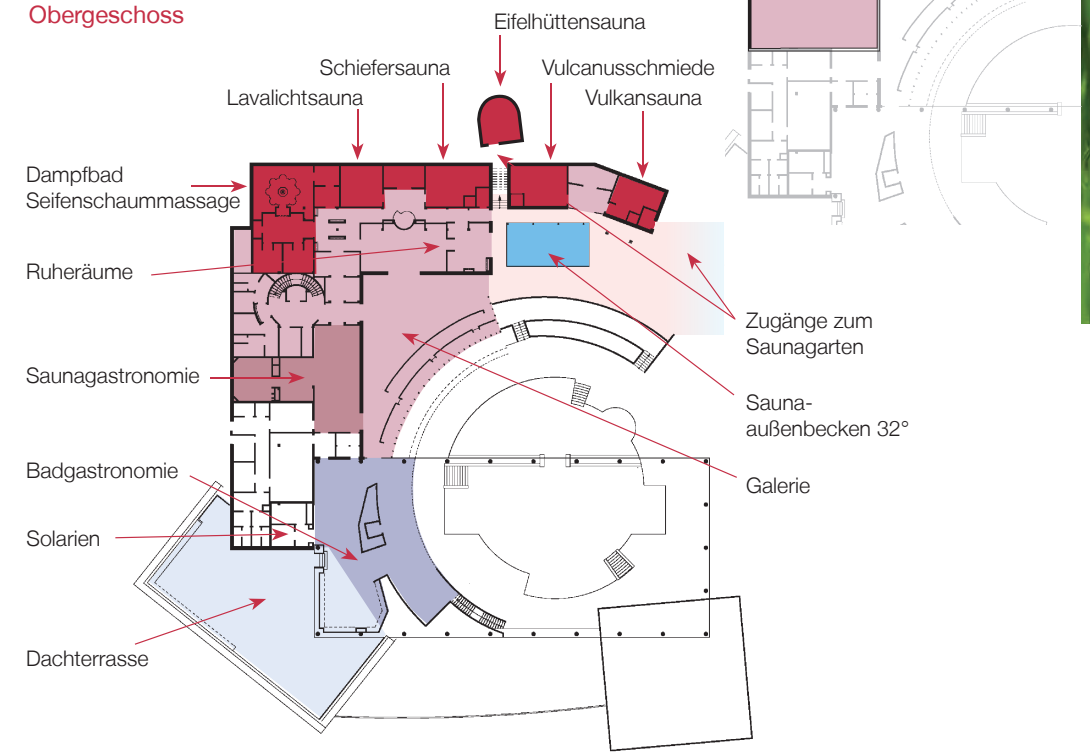 Obergeschoss
Eifelhüttensauna
Schiefersauna
Vulcanusschmiede
Lavalichtsauna
Vulkansauna
Dampfbad
Seifenschaummassage
Ruheräume
Zugänge zum
Saunagarten
Saunagastronomie
Sauna-
außenbecken 32°
Badgastronomie
Galerie
Solarien
Dachterrasse